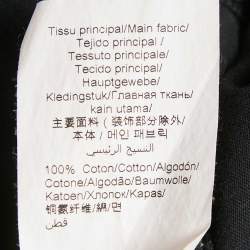 Tissu principal/Main fabric/
Tejido principal /
Tessuto principale/
Tecido principal/
Hauptgewebe/
Kledingstuk/Главная ткань/
kain utama/
主要面料 ( 装饰部分除外/
本体 / 메인 패브릭
النسيج الرئيسي
100% Coton/Cotton/Algodón/
Cotone/Algodão/Baumwolle/
Katoen/Хлопок/Kapas/
铜氨纤维/綿/면
قطن